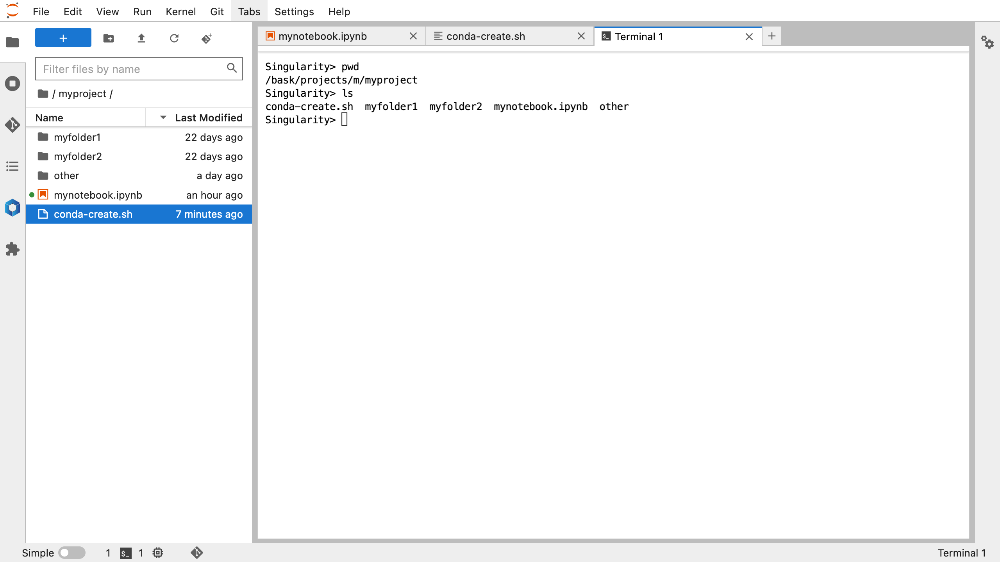 File Edit View Run Kernel Git Tabs Settings Help
mynotebook.ipynb conda-create.sh $_ Terminal 1
Filter files by name
/ myproject /
Name Last Modified
myfolder1 22 days ago
myfolder2 22 days ago
other a day ago
mynotebook.ipynb an hour ago
conda-create.sh 7 minutes ago
Singularity> pwd
/bask/projects/m/myproject
Singularity> ls
conda-create.sh myfolder1 myfolder2 mynotebook.ipynb other
Singularity>
Simple 1 $_ 1 Terminal 1